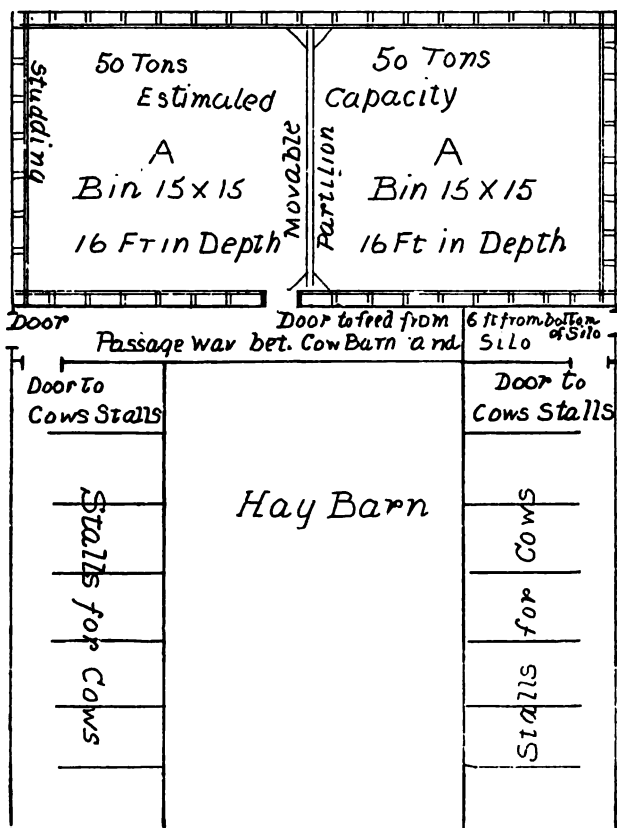 Studding
50 Tons
Estimaled
A
Bin 15 X 15
16 FT in Depth
Movable
Partilion
50 Tons
Capacity
A
Bin 15 X 15
16 Ft in Depth
Door
Door to feed from
6 ft from bottom
of Silo
Passage wav bet. Cow Barn and Silo
Door to
Cows Stalls
Door to
Cows Stalls
Hay Barn
Stalls for Cows
Stalls for Cows